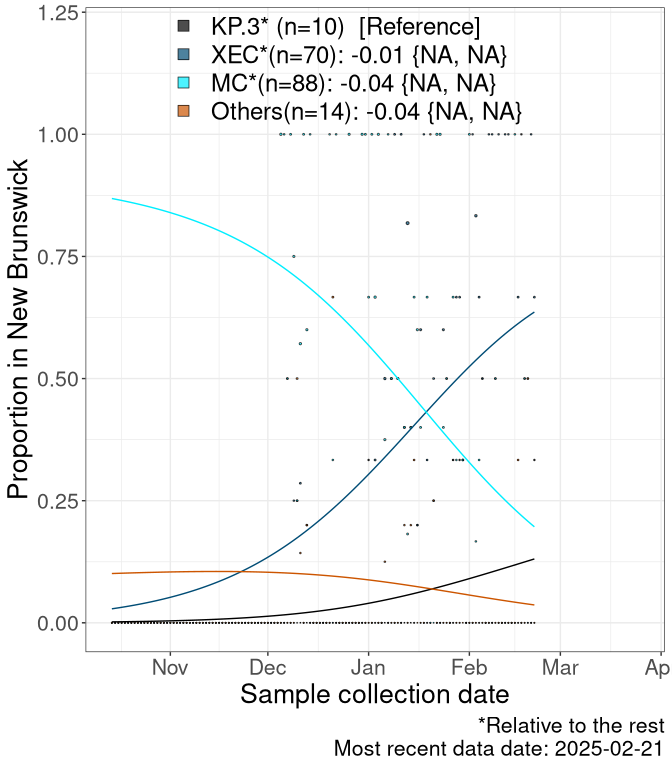 KP.3* (n=10)  [Reference]
XEC*(n=70): -0.01 {NA, NA}
MC*(n=88): -0.04 {NA, NA}
Others(n=14): -0.04 {NA, NA}
1.25
1.00
0.75
0.50
0.25
0.00
Proportion in New Brunswick
Nov Dec Jan Feb Mar Ap
Sample collection date
*Relative to the rest
Most recent data date: 2025-02-21